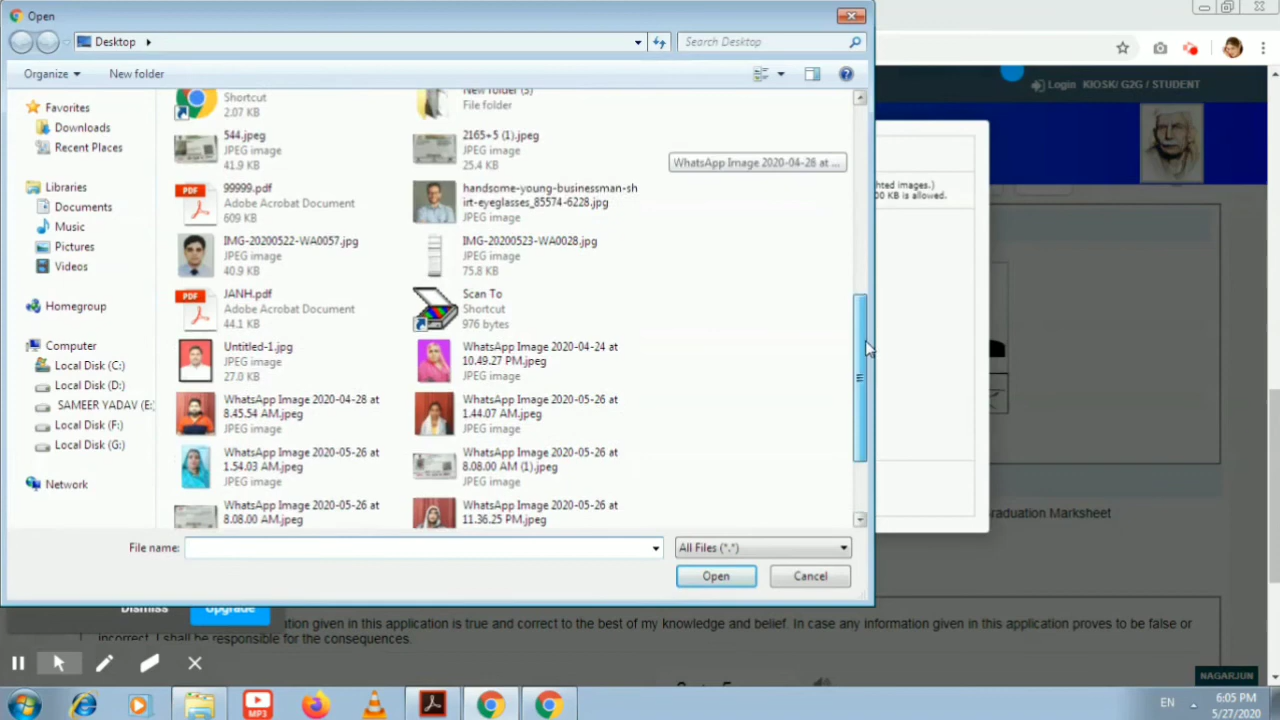 Open
Desktop
Search Desktop
Organize
New folder
Login KIOSK/ G2G / STUDENT
Favorites
Downloads
Recent Places
Libraries
Documents
Music
Pictures
Videos
Homegroup
Computer
Local Disk (C:)
Local Disk (D:)
SAMEER YADAV (E:)
Local Disk (F:)
Local Disk (G:)
Network
Shortcut
2.07 KB
New folder (3)
File folder
544.jpeg
JPEG image
41.9 KB
2165+5 (1).jpeg
JPEG image
25.4 KB
WhatsApp Image 2020-04-28 at ...
99999.pdf
Adobe Acrobat Document
609 KB
handsome-young-businessman-sh
irt-eyeglasses_85574-6228.jpg
JPEG image
IMG-20200522-WA0057.jpg
JPEG image
40.9 KB
IMG-20200523-WA0028.jpg
JPEG image
75.8 KB
JANH.pdf
Adobe Acrobat Document
44.1 KB
Scan To
Shortcut
976 bytes
Untitled-1.jpg
JPEG image
27.0 KB
WhatsApp Image 2020-04-24 at
10.49.27 PM.jpeg
JPEG image
WhatsApp Image 2020-04-28 at
8.45.54 AM.jpeg
JPEG image
WhatsApp Image 2020-05-26 at
1.44.07 AM.jpeg
JPEG image
WhatsApp Image 2020-05-26 at
1.54.03 AM.jpeg
JPEG image
WhatsApp Image 2020-05-26 at
8.08.00 AM (1).jpeg
JPEG image
WhatsApp Image 2020-05-26 at
8.08.00 AM.jpeg
WhatsApp Image 2020-05-26 at
11.36.25 PM.jpeg
hted images.)
00 KB is allowed.
File name:
All Files (*.*)
Open
Cancel
raduation Marksheet
Dismiss
Upgrade
tion given in this application is true and correct to the best of my knowledge and belief. In case any information given in this application proves to be false or
incorrect, I shall be responsible for the consequences.
NAGARJUN
MP3
EN
6:05 PM
5/27/2020